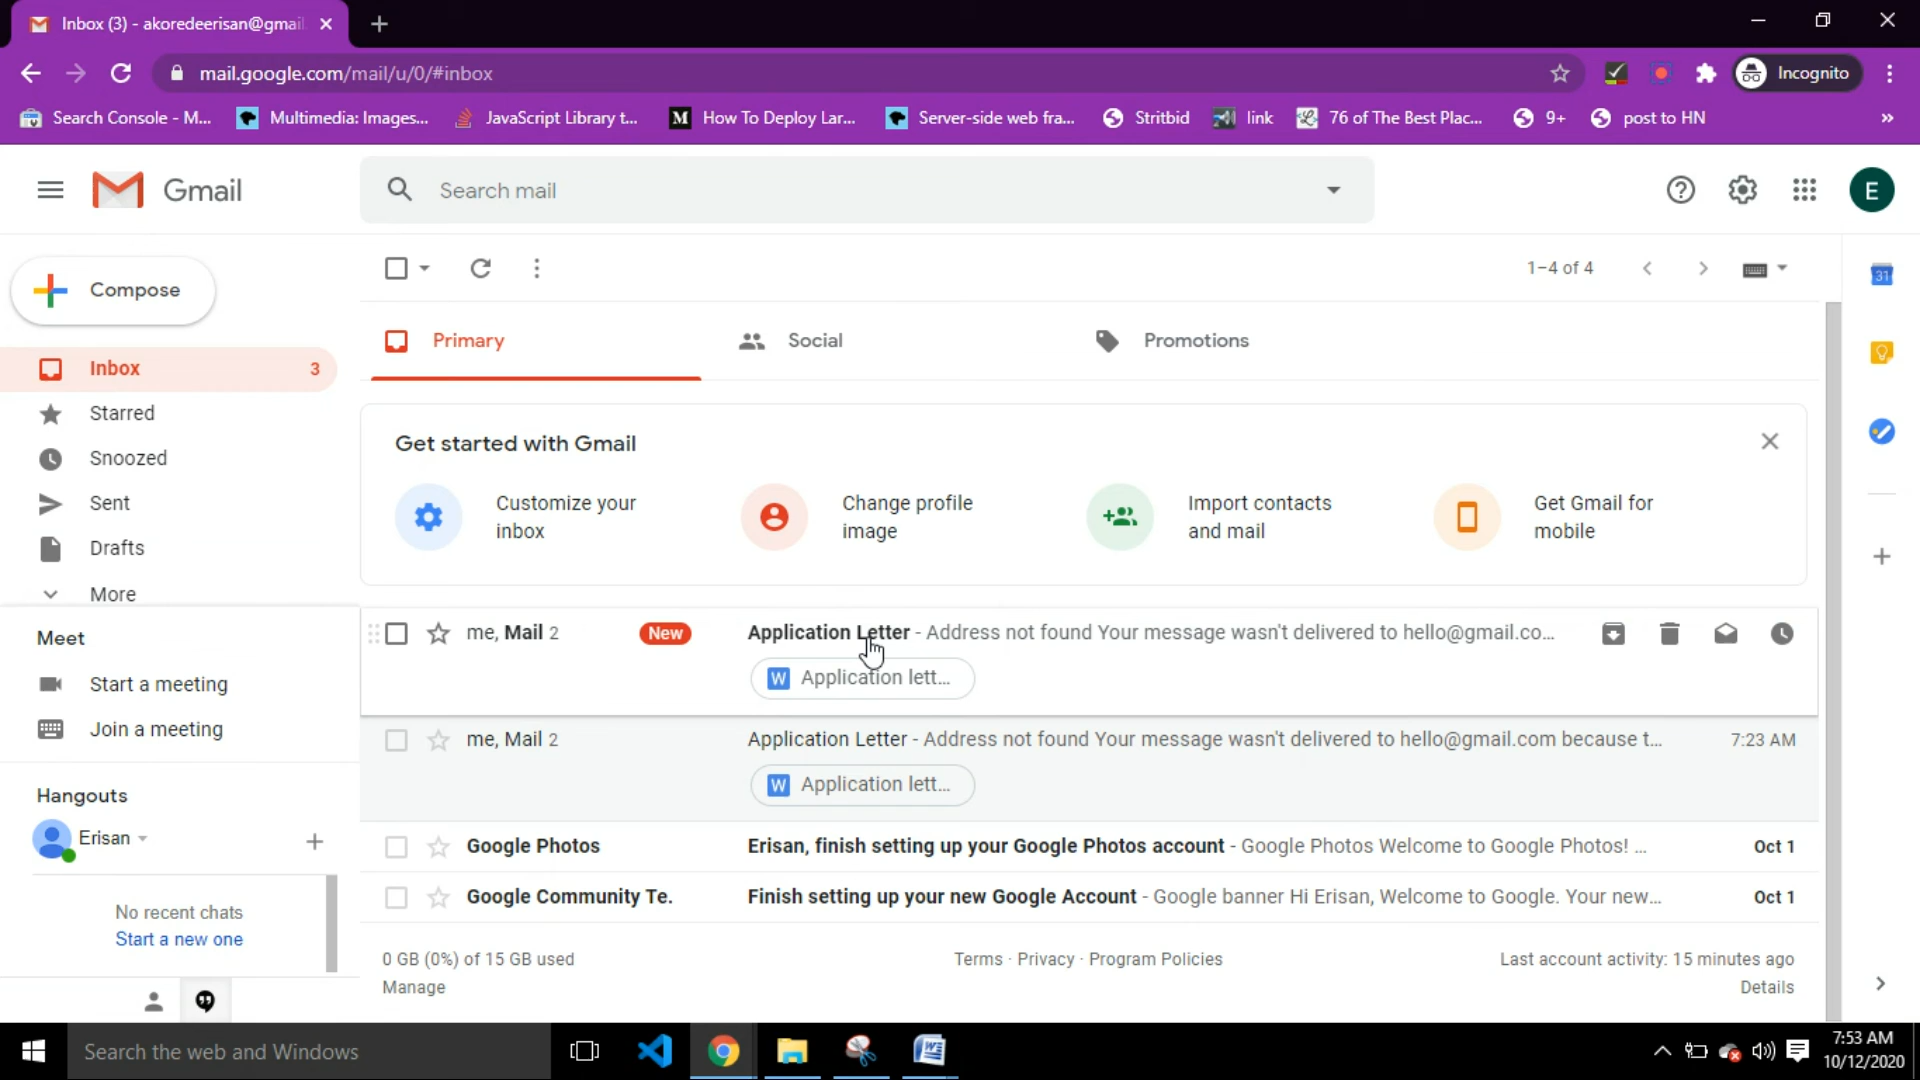 Inbox (3) - akoredeerisan@gmail
mail.google.com/mail/u/0/#inbox
Incognito
Search Console - M...
Multimedia: Images...
JavaScript Library t...
M
How To Deploy Lar...
Server-side web fra...
Stritbid
link
76 of The Best Plac...
9+
post to HN
»
Gmail
Search mail
E
Compose
1–4 of 4
31
Primary
Social
Promotions
Inbox 3
Starred
Snoozed
Sent
Drafts
More
Get started with Gmail
Customize your
inbox
Change profile
image
Import contacts
and mail
Get Gmail for
mobile
me, Mail 2
New
Application Letter - Address not found Your message wasn't delivered to hello@gmail.co...
W Application lett...
me, Mail 2
Application Letter - Address not found Your message wasn't delivered to hello@gmail.com because t...
7:23 AM
W Application lett...
Google Photos
Erisan, finish setting up your Google Photos account - Google Photos Welcome to Google Photos! ...
Oct 1
Google Community Te.
Finish setting up your new Google Account - Google banner Hi Erisan, Welcome to Google. Your new...
Oct 1
Meet
Start a meeting
Join a meeting
Hangouts
Erisan
No recent chats
Start a new one
0 GB (0%) of 15 GB used
Manage
Terms · Privacy · Program Policies
Last account activity: 15 minutes ago
Details
Search the web and Windows
7:53 AM
10/12/2020